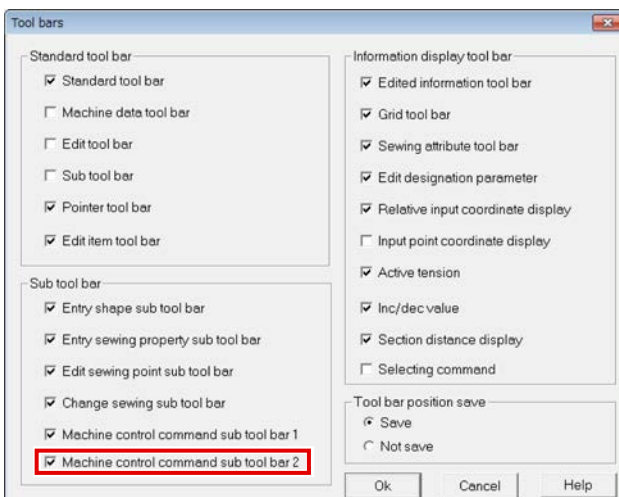 Tool bars
Standard tool bar
Standard tool bar
Machine data tool bar
Edit tool bar
Sub tool bar
Pointer tool bar
Edit item tool bar
Sub tool bar
Entry shape sub tool bar
Entry sewing property sub tool bar
Edit sewing point sub tool bar
Change sewing sub tool bar
Machine control command sub tool bar 1
Machine control command sub tool bar 2
Information display tool bar
Edited information tool bar
Grid tool bar
Sewing attribute tool bar
Edit designation parameter
Relative input coordinate display
Input point coordinate display
Active tension
Inc/dec value
Section distance display
Selecting command
Tool bar position save
Save
Not save
Ok
Cancel
Help